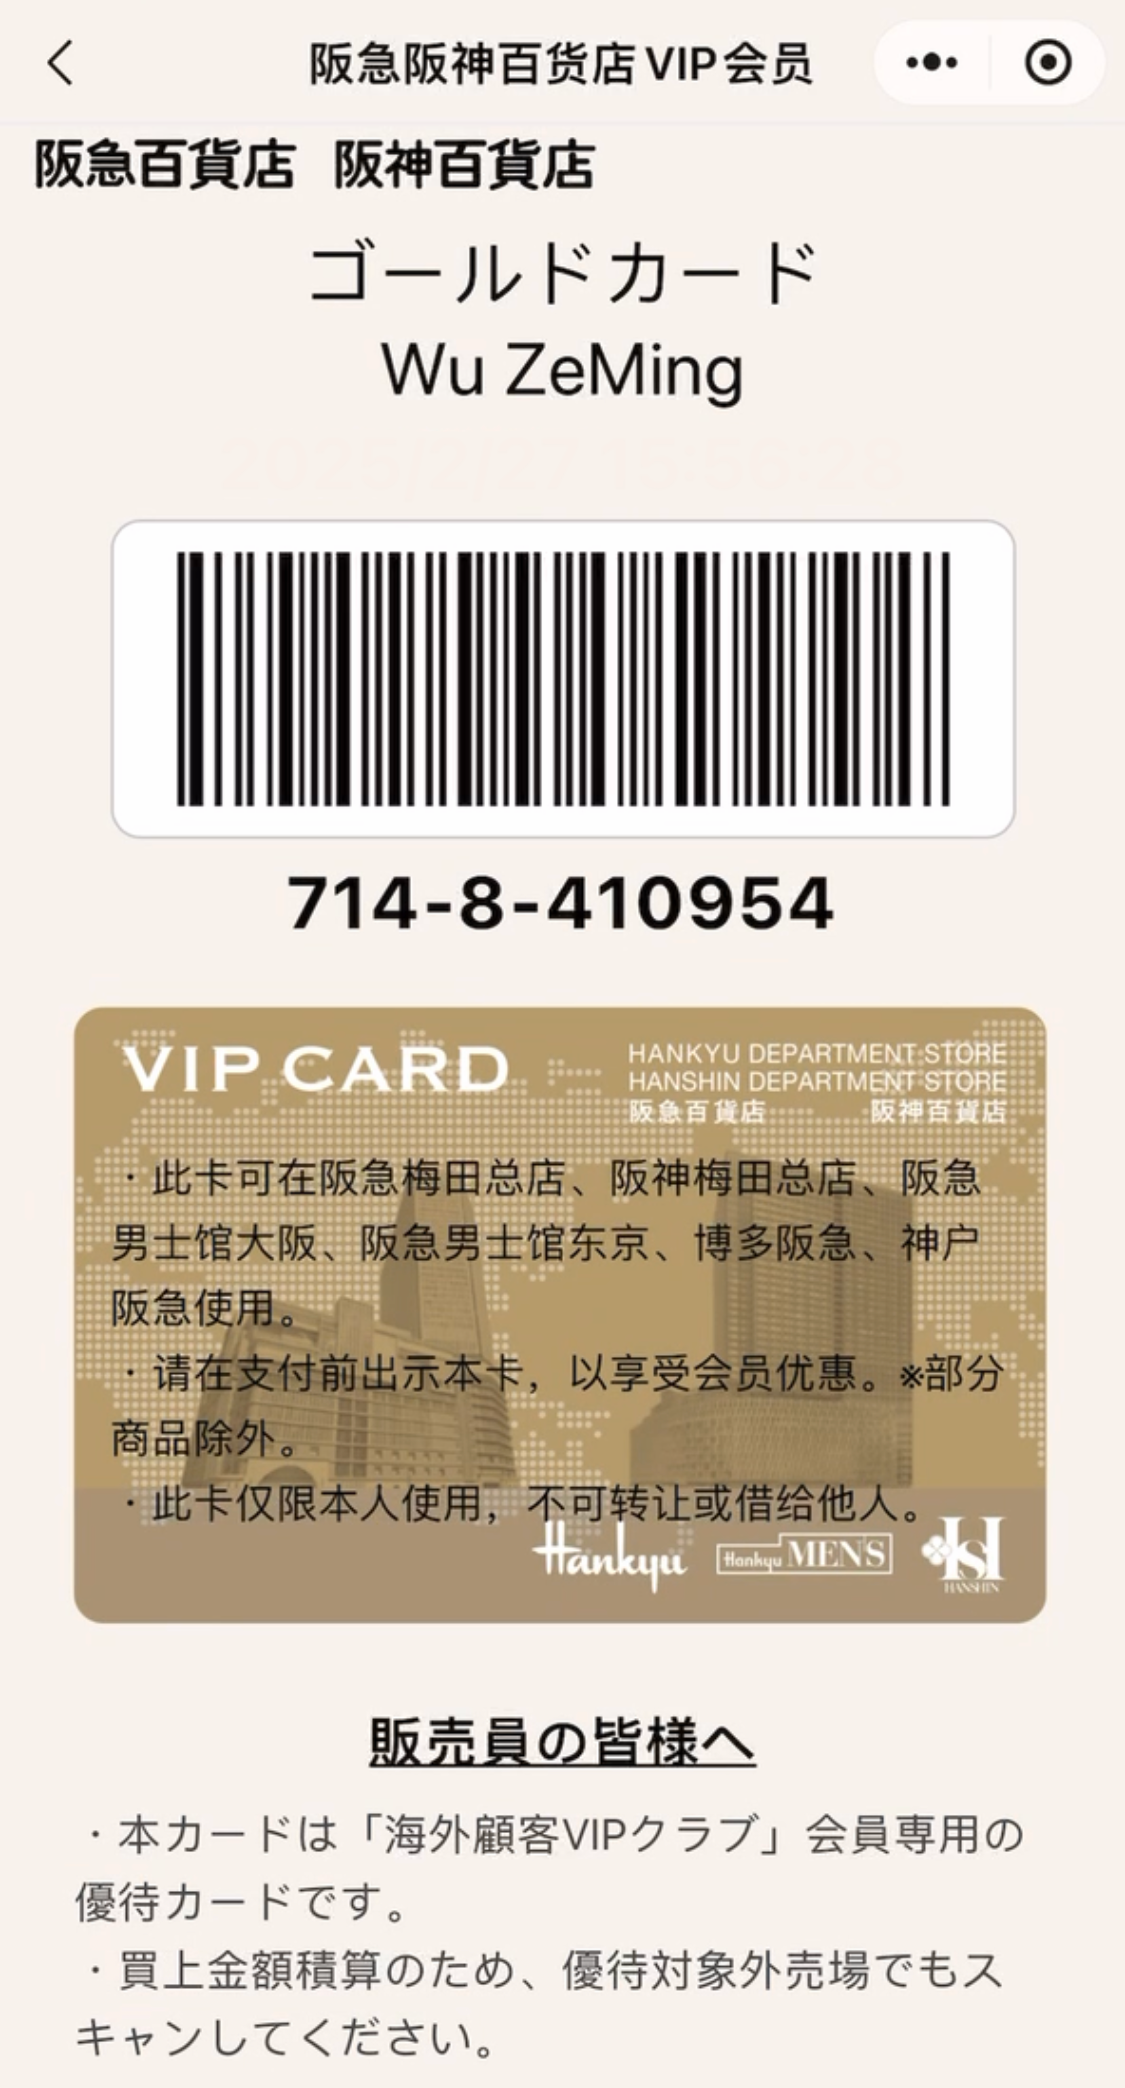 阪急阪神百货店VIP会员
阪急百貨店 阪神百貨店
ゴールドカード
Wu ZeMing
2025/2/27 15:56:28
714-8-410954
VIP CARD
HANKYU DEPARTMENT STORE
HANSHIN DEPARTMENT STORE
阪急百貨店 阪神百貨店
·此卡可在阪急梅田总店、阪神梅田总店、阪急
男士馆大阪、阪急男士馆东京、博多阪急、神户
阪急使用。
·请在支付前出示本卡，以享受会员优惠。※部分
商品除外。
·此卡仅限本人使用，不可转让或借给他人。
Hankyu Hankyu MEN'S HANSHIN
販売員の皆様へ
·本カードは「海外顧客VIPクラブ」会員専用の
優待カードです。
·買上金額積算のため、優待対象外売場でもス
キャンしてください。